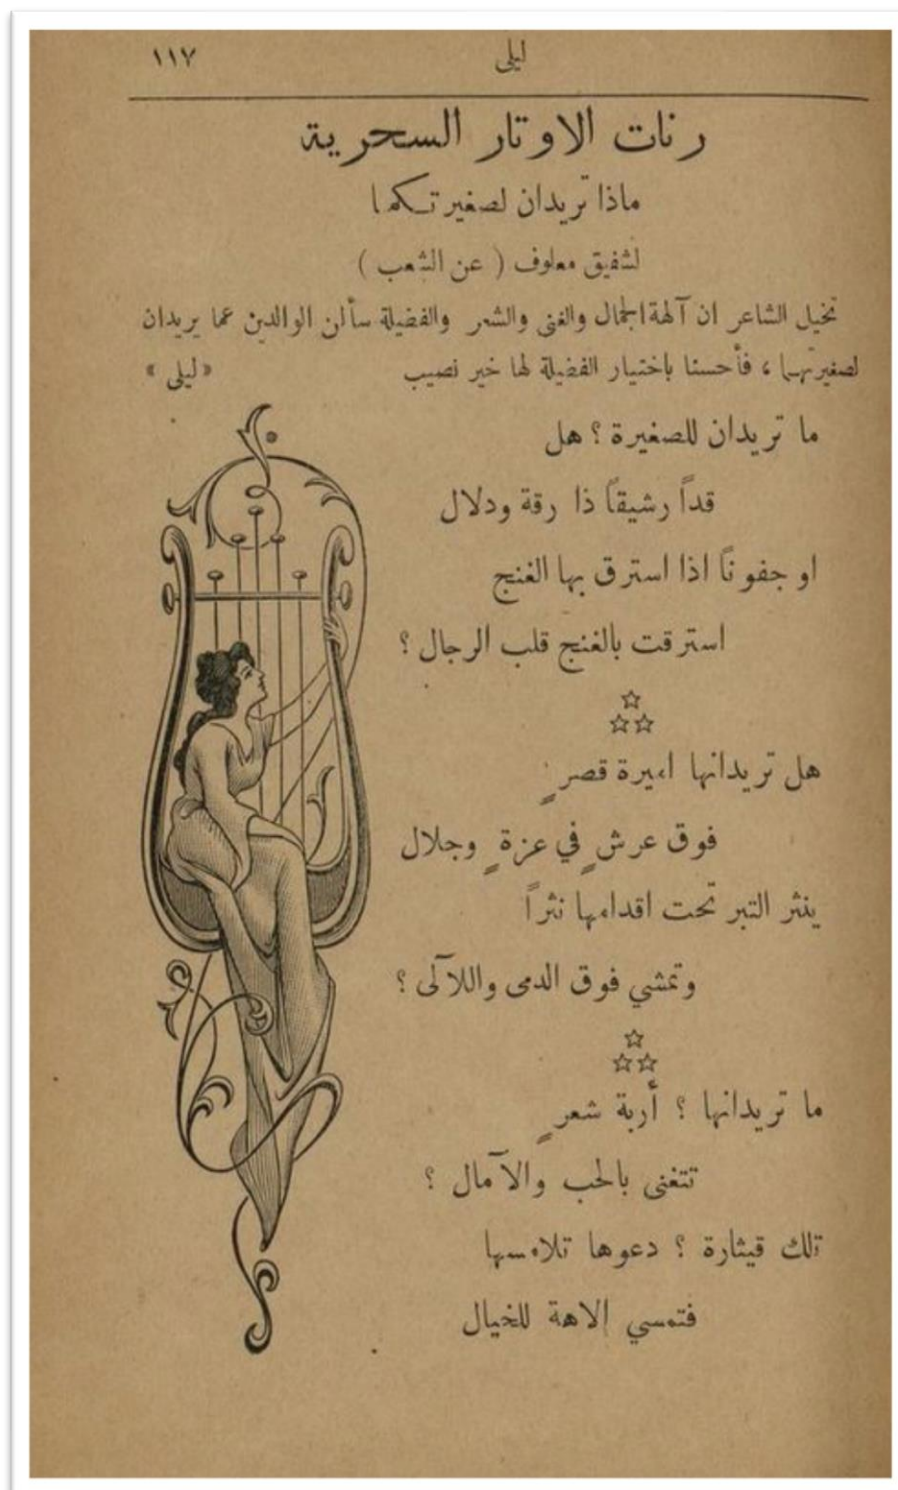 ليلى ١١٧
رنات الاوتار السحرية
ماذا تريدان لصغيرتكما
لشفيق معلوف ( عن الشعب )
تخيل الشاعر ان آلهة الجمال والغنى والشعر والفضيلة سألن الوالدين عما يريدان
لصغيرتهما ، فأحسنا باختيار الفضيلة لها خير نصيب « ليلى »
ما تريدان للصغيرة ؟ هل
قداً رشيقاً ذا رقة ودلال
او جفوناً اذا استرق بها الغنج
استرقت بالغنج قلب الرجال ؟
هل تريدانها اميرة قصرٍ
فوق عرشٍ في عزةٍ وجلال
ينثر التبر تحت اقدامها نثراً
وتمشي فوق الدمى واللآلى ؟
ما تريدانها ؟ أربة شعرٍ
تتغنى بالحب والآمال ؟
تلك قيثارة ؟ دعوها تلامسها
فتمسي إلاهة للخيال